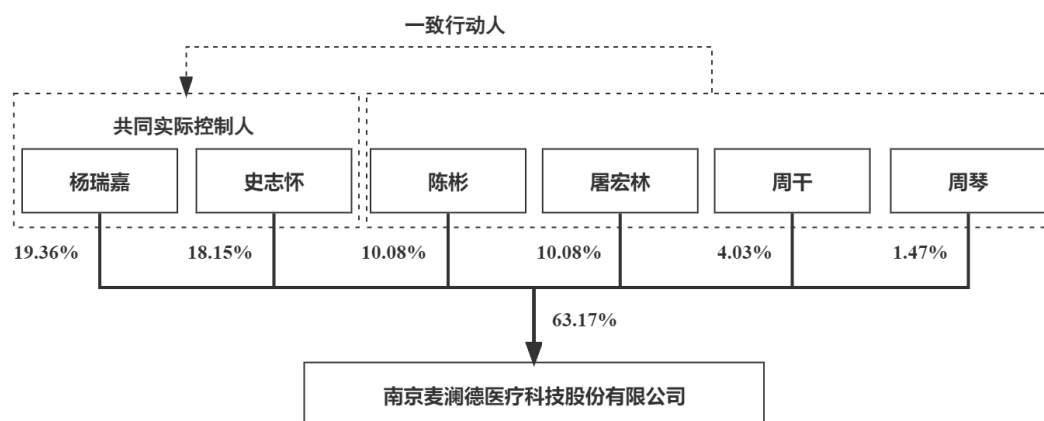 一致行动人
共同实际控制人
杨瑞嘉 史志怀 陈彬 屠宏林 周干 周琴
19.36% 18.15% 10.08% 10.08% 4.03% 1.47%
63.17%
南京麦澜德医疗科技股份有限公司